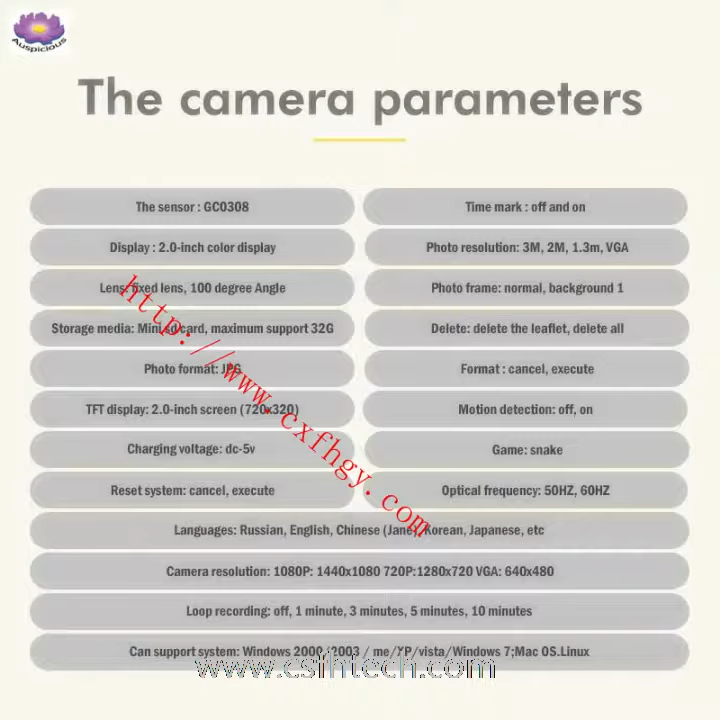 Auspicious
The camera parameters
The sensor : GC0308
Time mark : off and on
Display : 2.0-inch color display
Photo resolution: 3M, 2M, 1.3m, VGA
Lens: fixed lens, 100 degree Angle
Photo frame: normal, background 1
Storage media: Mini sd card, maximum support 32G
Delete: delete the leaflet, delete all
Photo format: JPG
Format : cancel, execute
TFT display: 2.0-inch screen (720x320)
Motion detection: off, on
Charging voltage: dc-5v
Game: snake
Reset system: cancel, execute
Optical frequency: 50HZ, 60HZ
Languages: Russian, English, Chinese (Jane), Korean, Japanese, etc
Camera resolution: 1080P: 1440x1080 720P:1280x720 VGA: 640x480
Loop recording: off, 1 minute, 3 minutes, 5 minutes, 10 minutes
Can support system: Windows 2000/2003 / me/XP/vista/Windows 7;Mac OS.Linux
http://www.cxfhgy.com
www.csfhtech.com